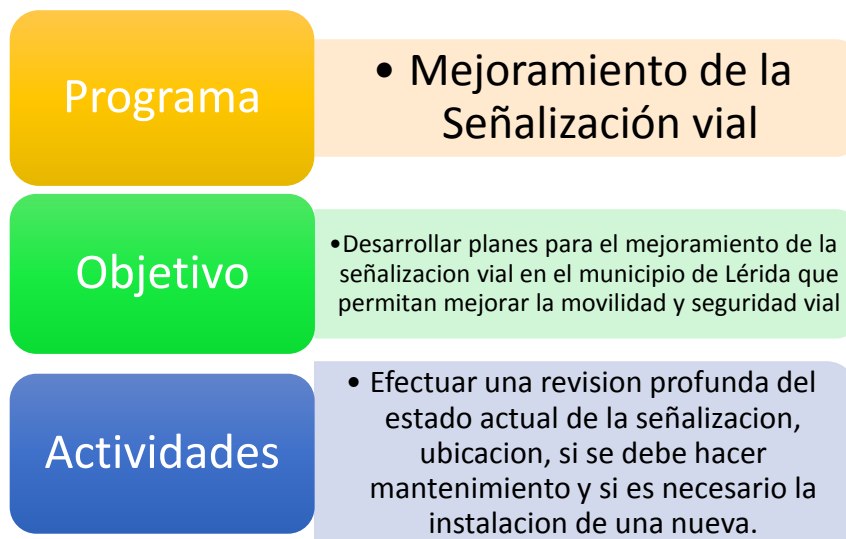 Programa
• Mejoramiento de la
Señalización vial
Objetivo
•Desarrollar planes para el mejoramiento de la
señalizacion vial en el municipio de Lérida que
permitan mejorar la movilidad y seguridad vial
Actividades
• Efectuar una revision profunda del
estado actual de la señalizacion,
ubicacion, si se debe hacer
mantenimiento y si es necesario la
instalacion de una nueva.